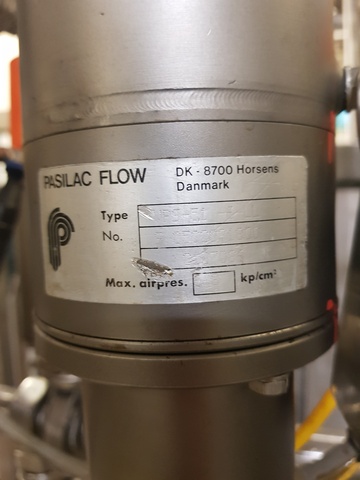 PASILAC FLOW
DK - 8700 Horsens
Danmark
Type
No.
Max. airpres.
kp/cm²